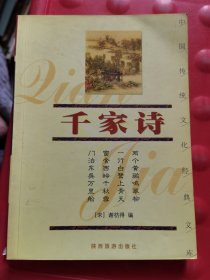 中国传统文化经典文库
Qian
千家诗
Jia
两个黄鹂鸣翠柳
一行白鹭上青天
窗含西岭千秋雪
门泊东吴万里船
[宋] 谢枋得 编
陕西旅游出版社